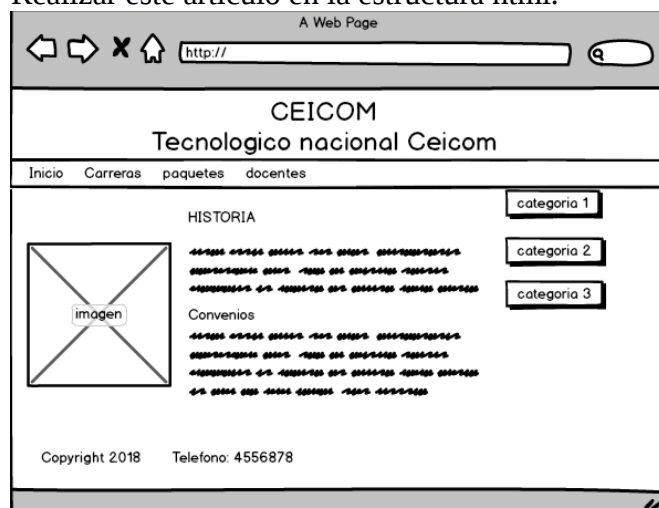 Realizar este articulo en la estructura html.
A Web Page
http://
CEICOM
Tecnologico nacional Ceicom
Inicio Carreras paquetes docentes
HISTORIA
imagen
Convenios
categoria 1
categoria 2
categoria 3
Copyright 2018 Telefono: 4556878